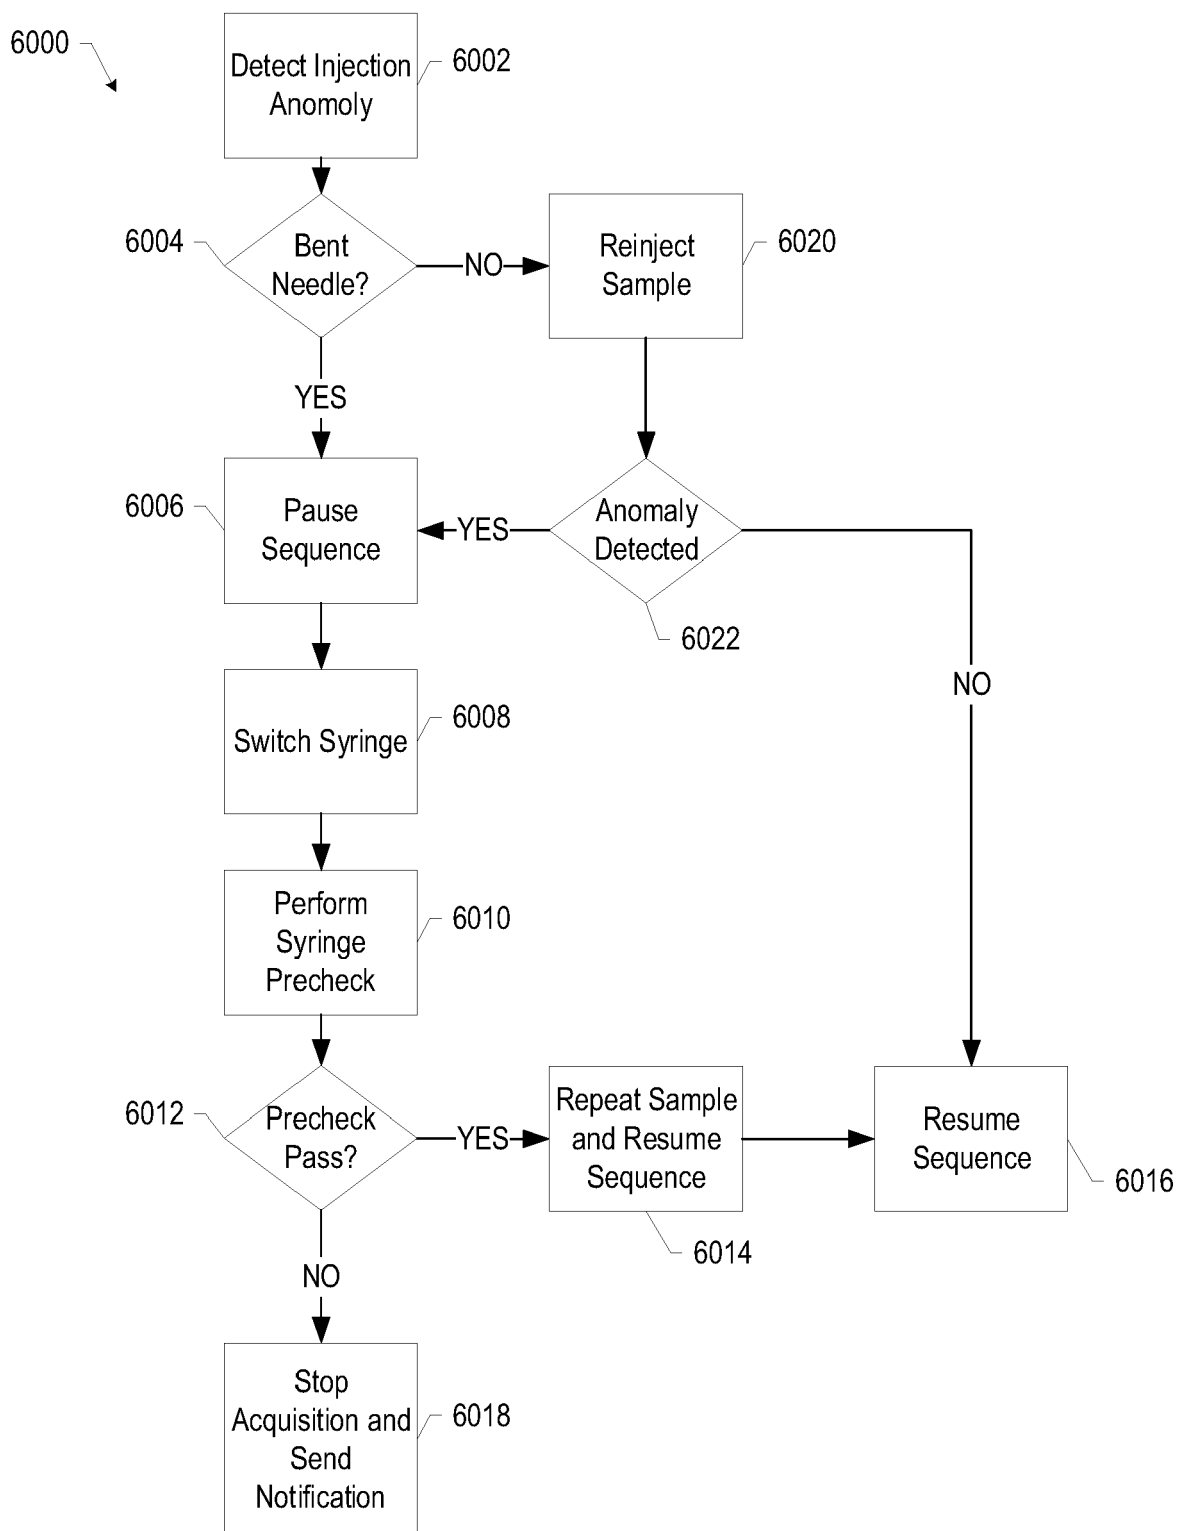 6000
Detect Injection
Anomoly
6002
6004
Bent
Needle?
NO
Reinject
Sample
6020
YES
6006
Pause
Sequence
YES
Anomaly
Detected
6022
NO
Switch Syringe
6008
Perform
Syringe
Precheck
6010
6012
Precheck
Pass?
YES
Repeat Sample
and Resume
Sequence
6014
Resume
Sequence
6016
NO
Stop
Acquisition and
Send
Notification
6018